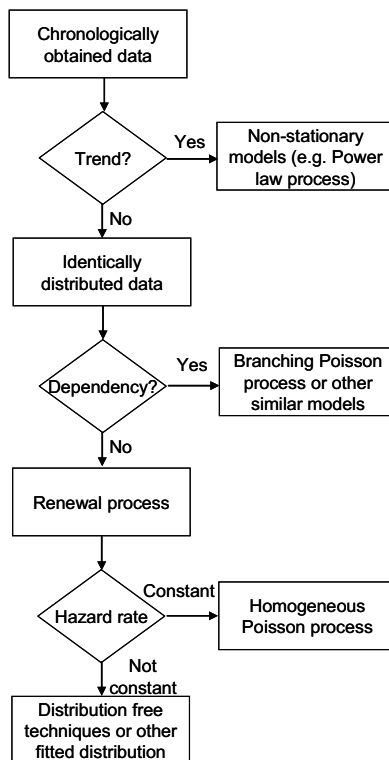 Chronologically
obtained data
Trend?
Yes
Non-stationary
models (e.g. Power
law process)
No
Identically
distributed data
Dependency?
Yes
Branching Poisson
process or other
similar models
No
Renewal process
Hazard rate
Constant
Homogeneous
Poisson process
Not
constant
Distribution free
techniques or other
fitted distribution